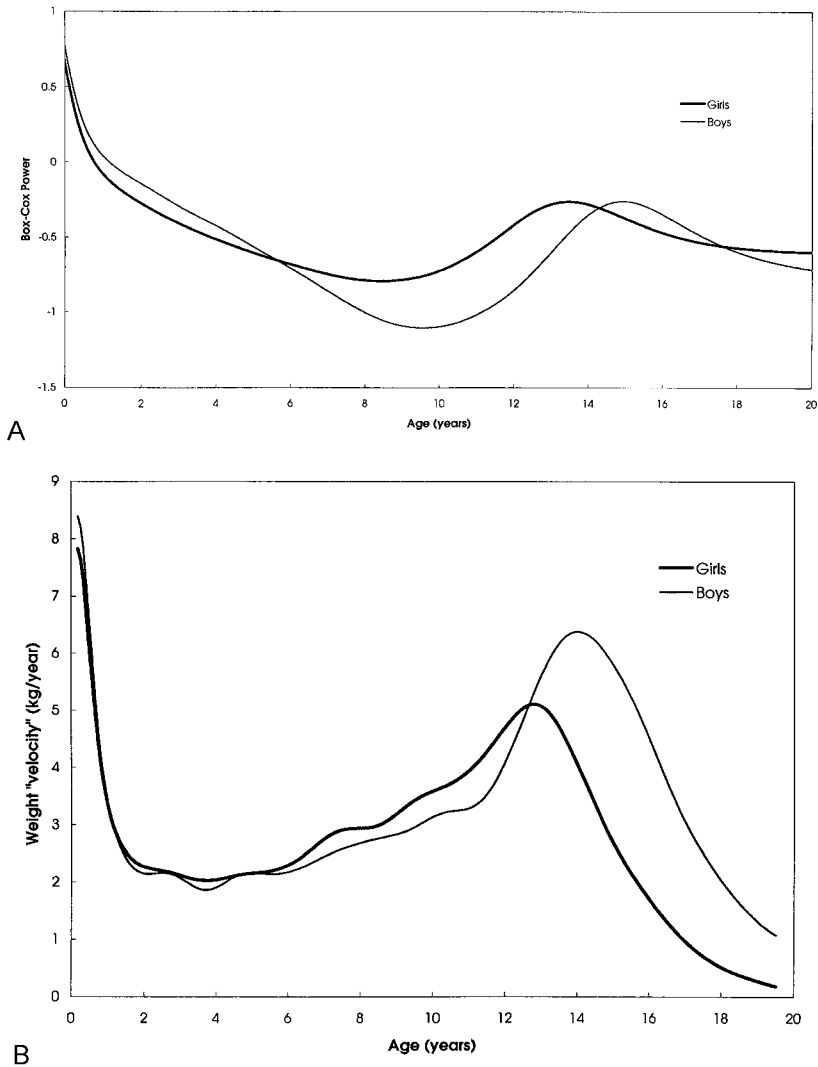 1
0.5
0
-0.5
-1
-1.5
Box-Cox Power
Girls
Boys
0 2 4 6 8 10 12 14 16 18 20
Age (years)
A
9
8
7
6
5
4
3
2
1
0
Weight "velocity" (kg/year)
Girls
Boys
0 2 4 6 8 10 12 14 16 18 20
Age (years)
B